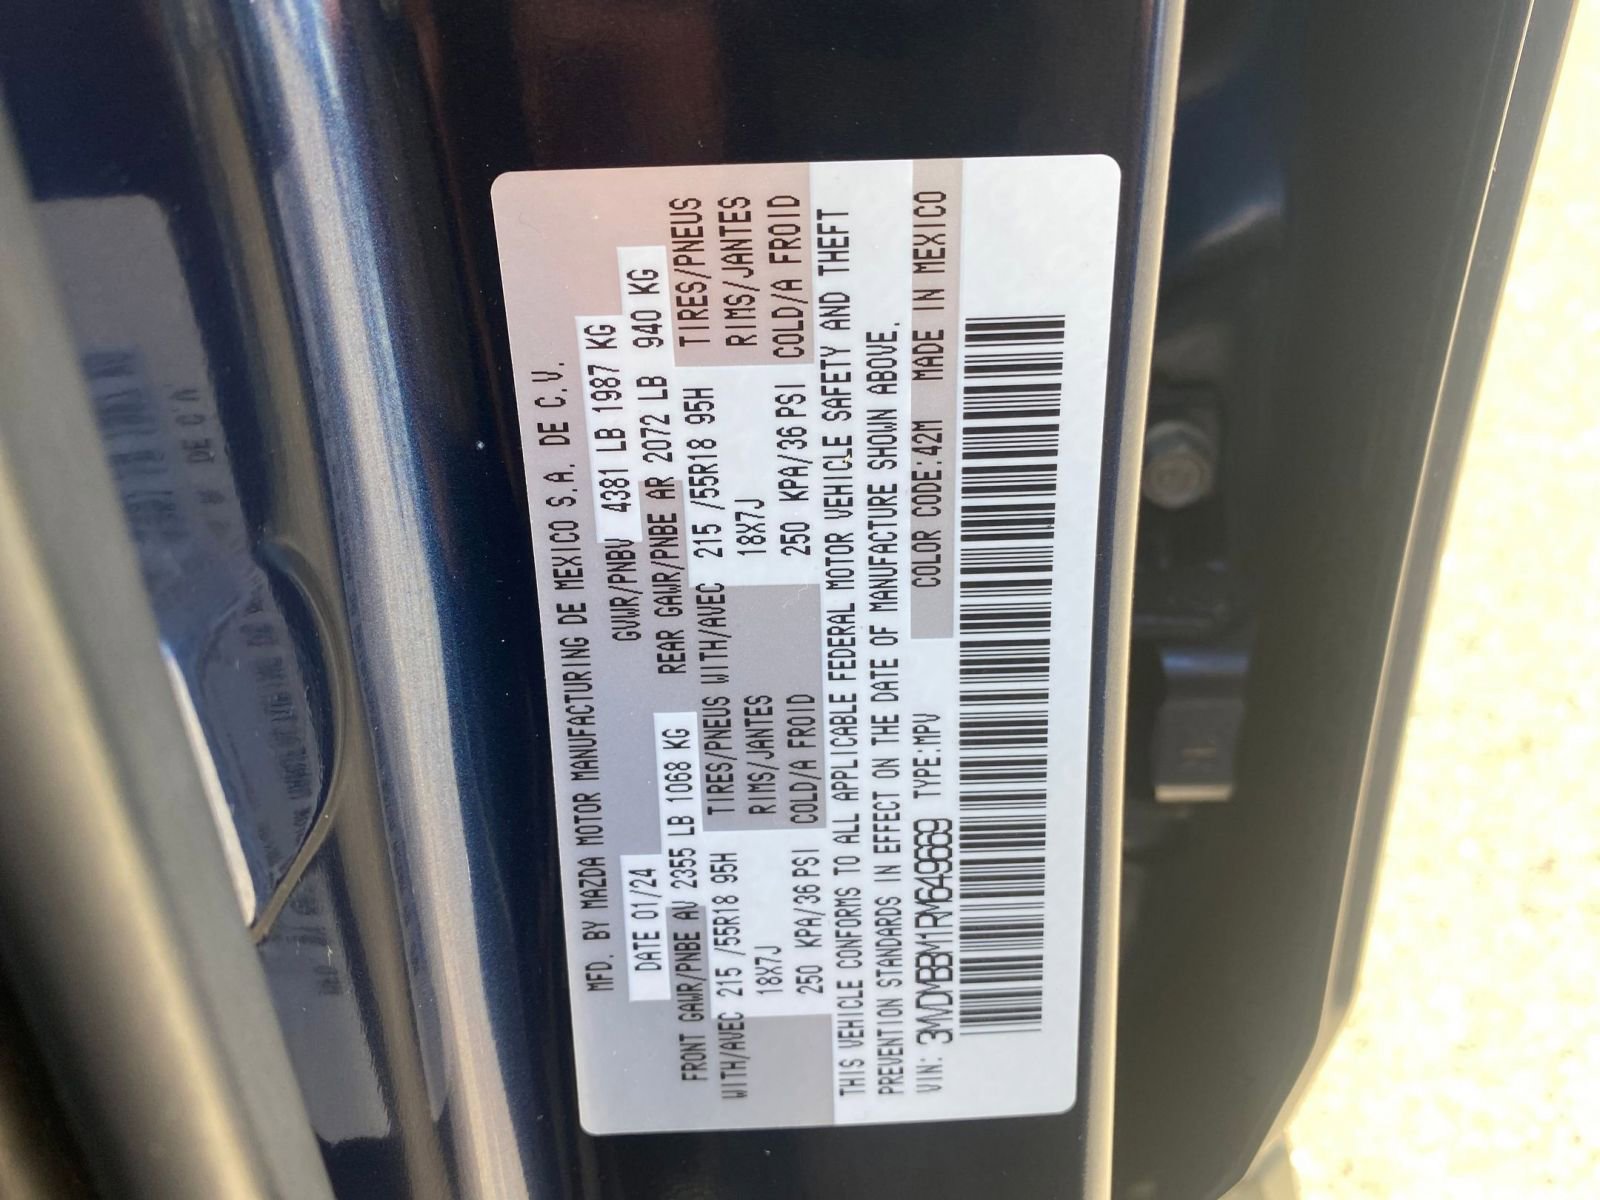 MFD. BY MAZDA MOTOR MANUFACTURING DE MEXICO S.A. DE C.V.
DATE 01/24 GVWR/PNBV 4381 LB 1987 KG
FRONT GAWR/PNBE AV 2355 LB 1068 KG REAR GAWR/PNBE AR 2072 LB 940 KG
WITH/AVEC 215 /55R18 95H TIRES/PNEUS WITH/AVEC 215 /55R18 95H TIRES/PNEUS
18X7J RIMS/JANTES 18X7J RIMS/JANTES
250 KPA/36 PSI COLD/A FROID 250 KPA/36 PSI COLD/A FROID
THIS VEHICLE CONFORMS TO ALL APPLICABLE FEDERAL MOTOR VEHICLE SAFETY AND THEFT
PREVENTION STANDARDS IN EFFECT ON THE DATE OF MANUFACTURE SHOWN ABOVE.
VIN: 3MVDMBBM1RM649669 TYPE:MPV COLOR CODE:42M MADE IN MEXICO